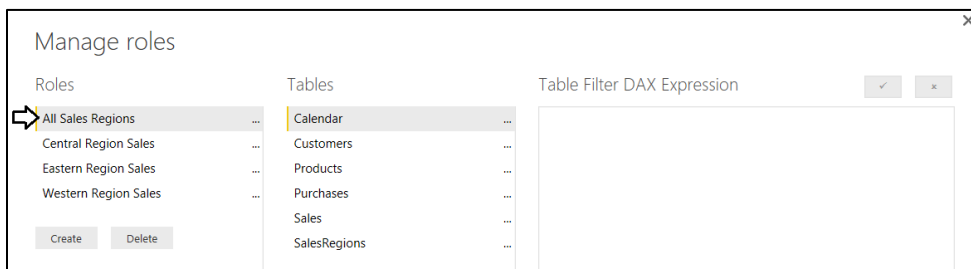 Manage roles
Roles
Tables
Table Filter DAX Expression
All Sales Regions ...
Calendar ...
Central Region Sales ...
Customers ...
Eastern Region Sales ...
Products ...
Western Region Sales ...
Purchases ...
Sales ...
Create Delete
SalesRegions ...